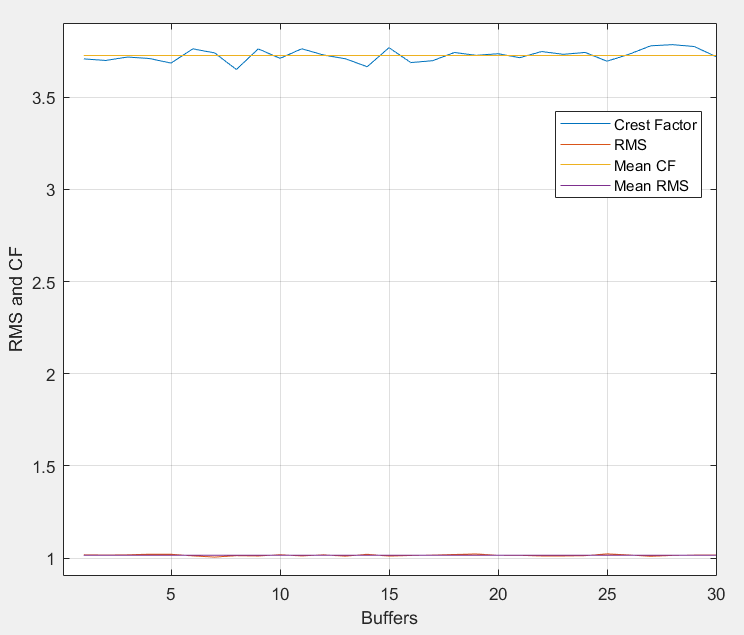 3.5
3
2.5
2
1.5
1
RMS and CF
Crest Factor
RMS
Mean CF
Mean RMS
5
10
15
20
25
30
Buffers